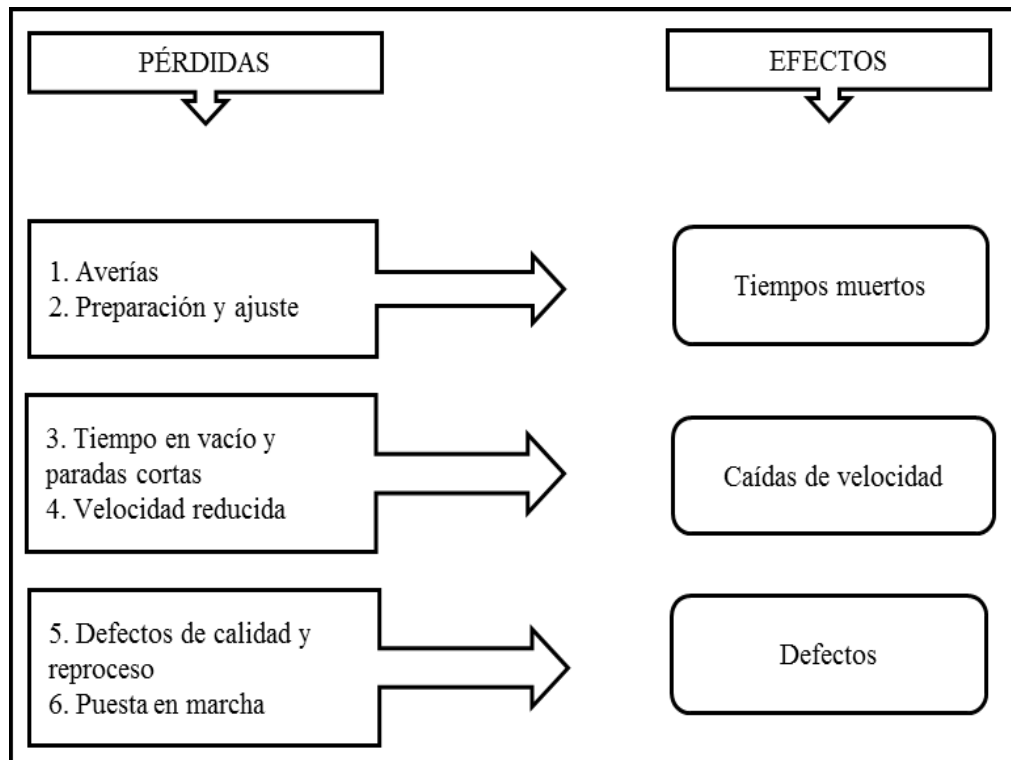 PÉRDIDAS
EFECTOS
1. Averías
2. Preparación y ajuste
Tiempos muertos
3. Tiempo en vacío y
paradas cortas
4. Velocidad reducida
Caídas de velocidad
5. Defectos de calidad y
reproceso
6. Puesta en marcha
Defectos